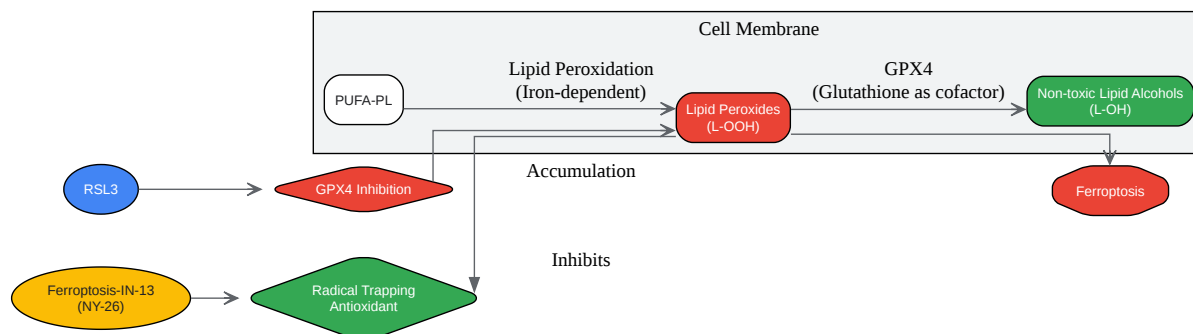 Cell Membrane
Lipid Peroxidation
(Iron-dependent)
GPX4
(Glutathione as cofactor)
PUFA-PL
Lipid Peroxides
(L-OOH)
Non-toxic Lipid Alcohols
(L-OH)
Accumulation
RSL3
GPX4 Inhibition
Ferroptosis
Inhibits
Ferroptosis-IN-13
(NY-26)
Radical Trapping
Antioxidant